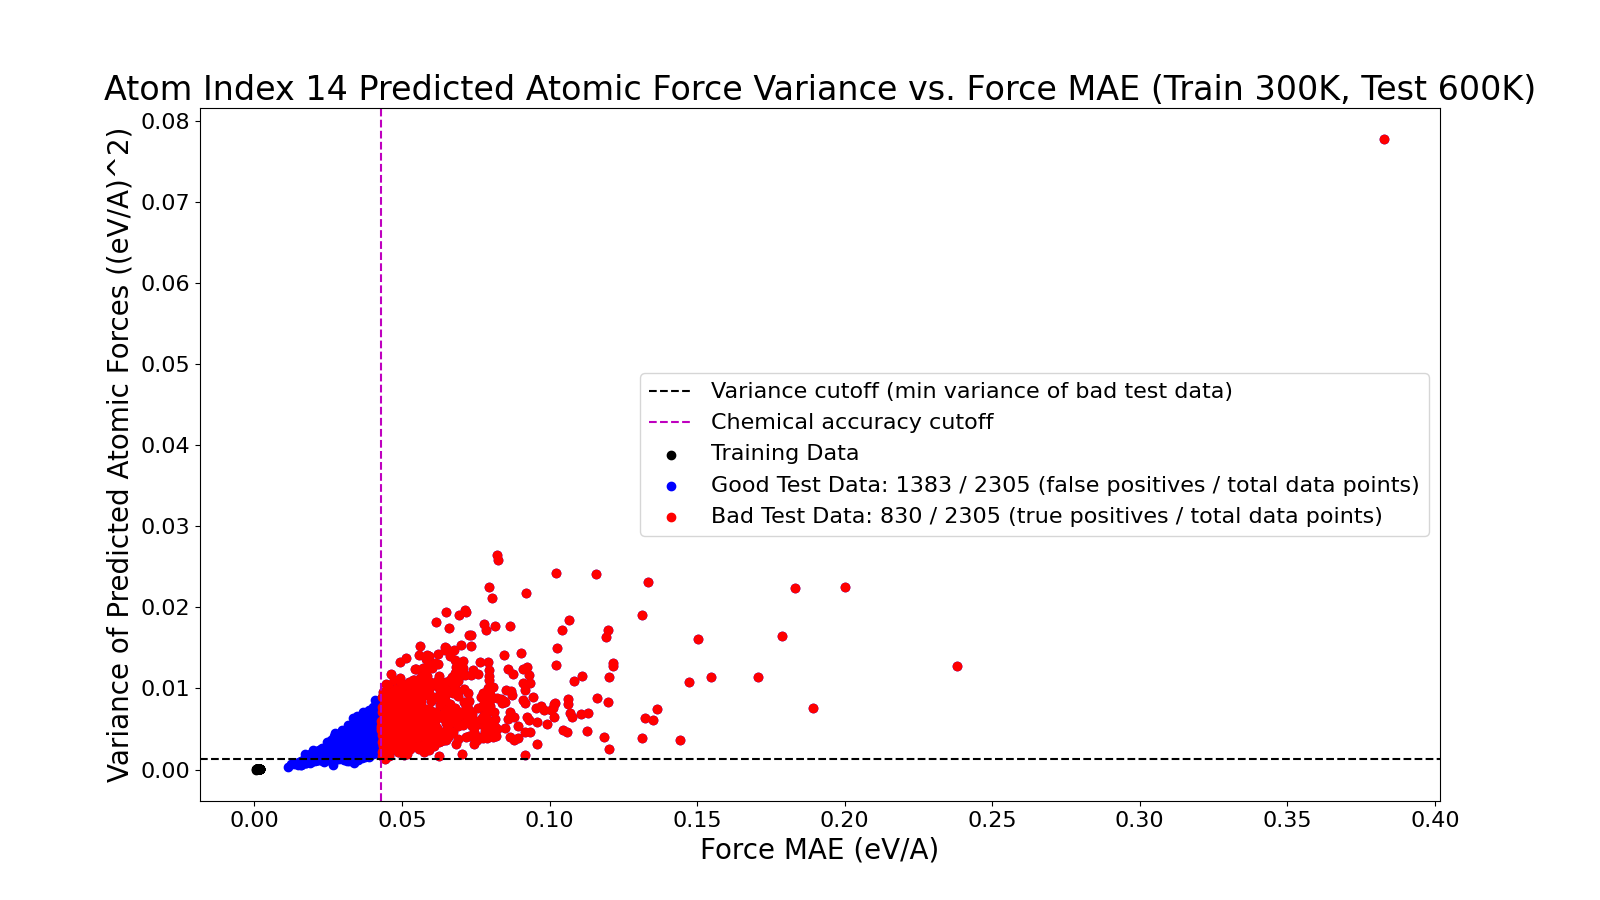 Atom Index 14 Predicted Atomic Force Variance vs. Force MAE (Train 300K, Test 600K)
Variance of Predicted Atomic Forces ((eV/A)^2)
0.08
0.07
0.06
0.05
0.04
0.03
0.02
0.01
0.00
Variance cutoff (min variance of bad test data)
Chemical accuracy cutoff
Training Data
Good Test Data: 1383 / 2305 (false positives / total data points)
Bad Test Data: 830 / 2305 (true positives / total data points)
0.00 0.05 0.10 0.15 0.20 0.25 0.30 0.35 0.40
Force MAE (eV/A)